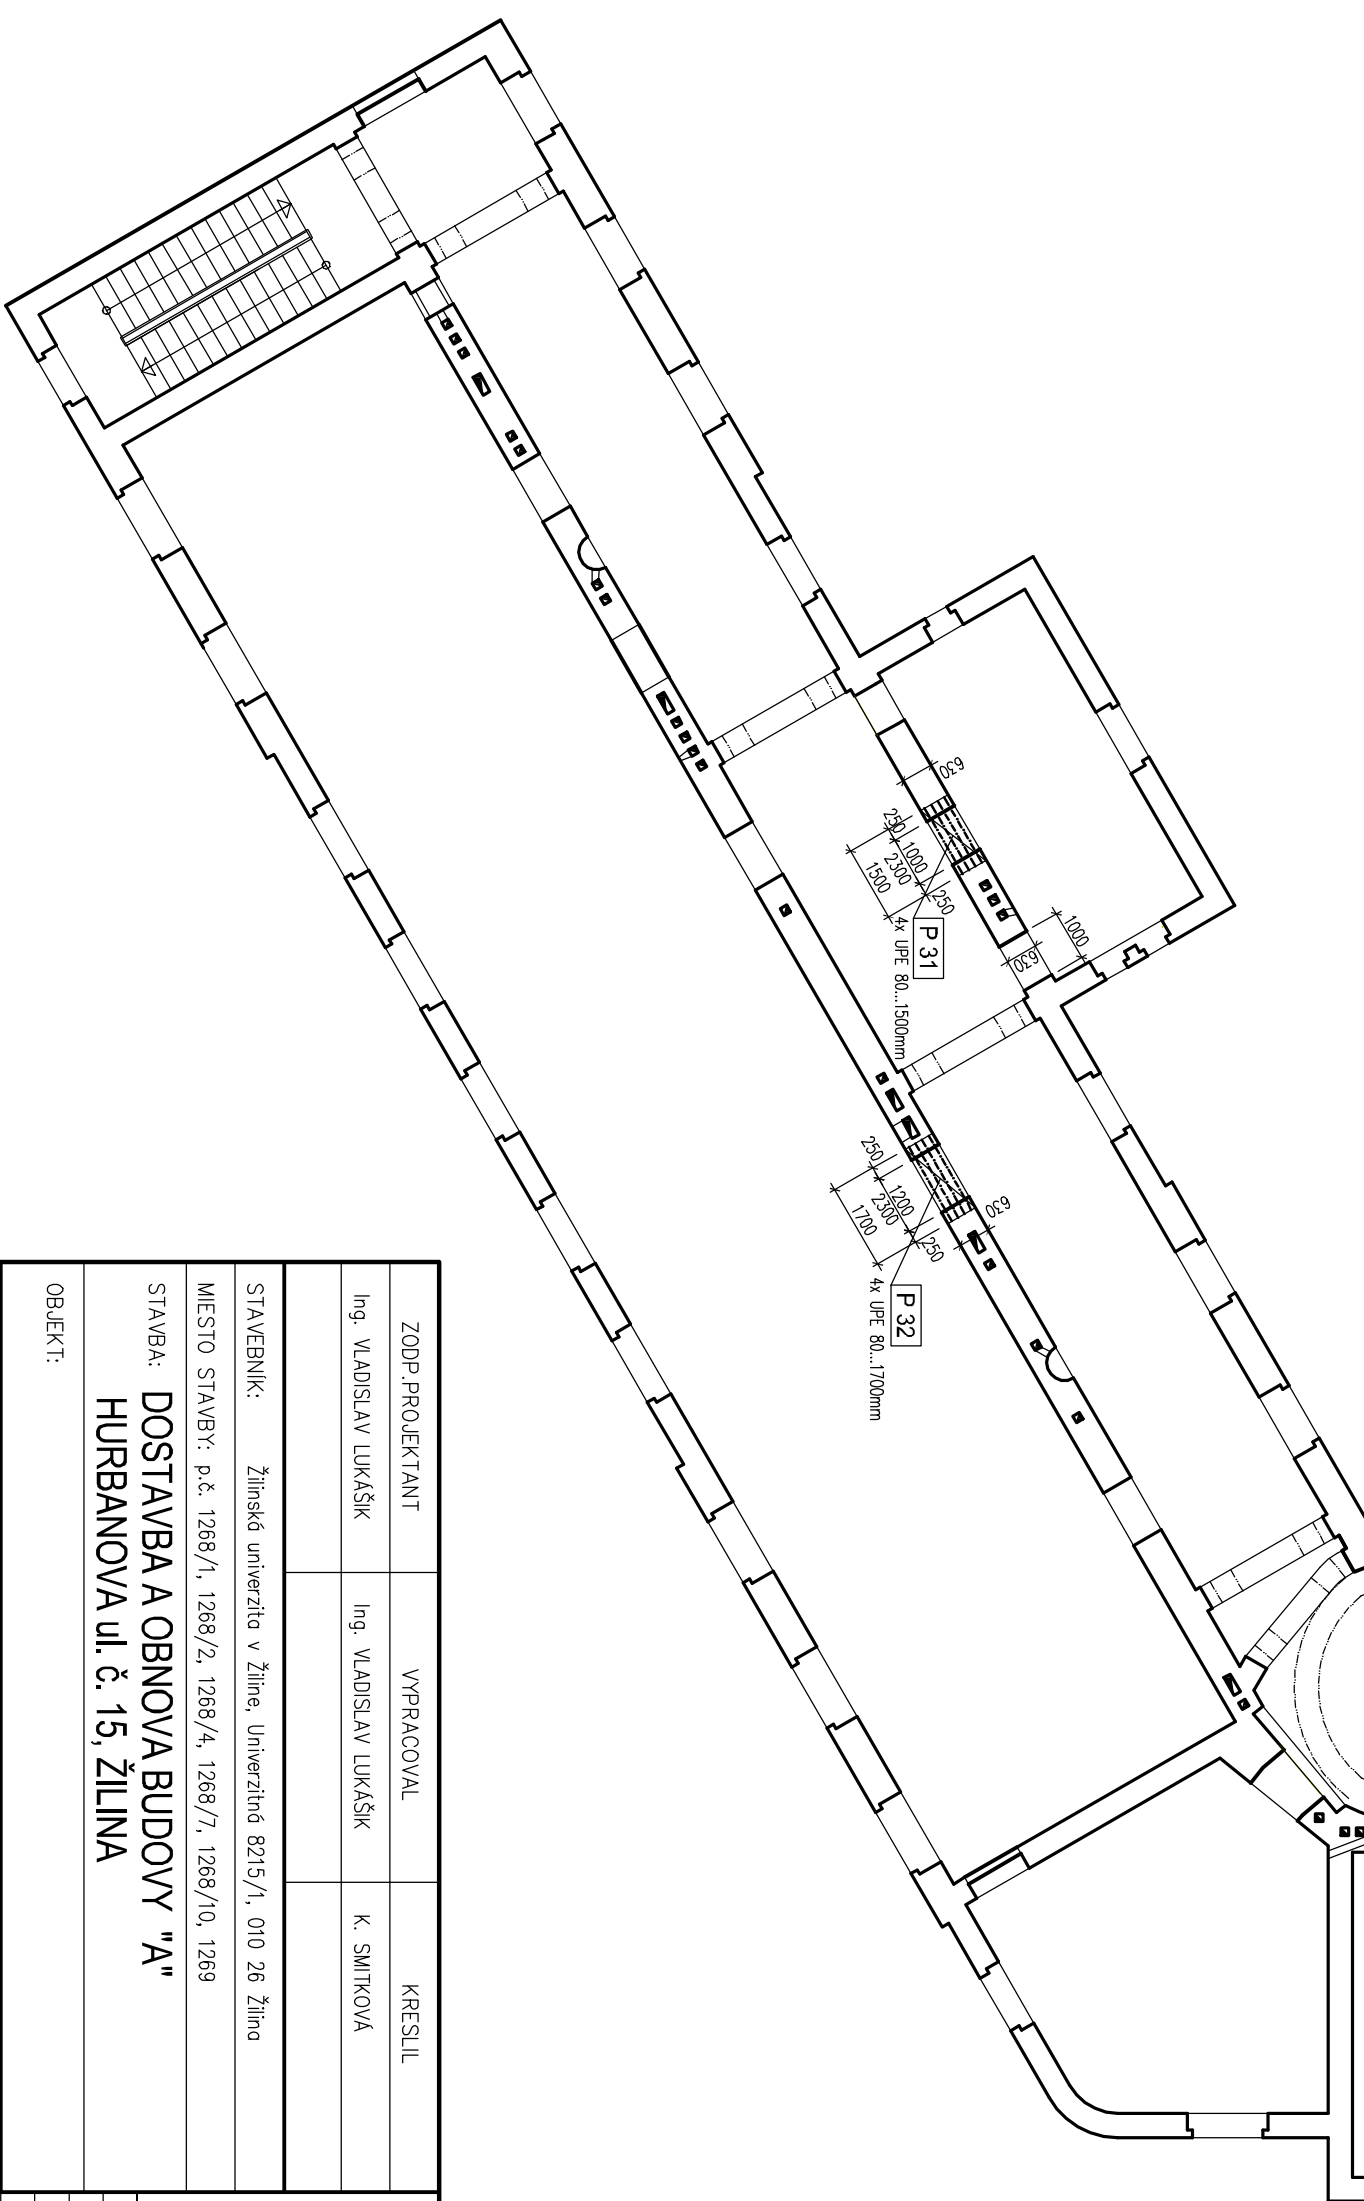 630
250
1000
250
2300
1500
P 31
4x UPE 80...1500mm
1000
630
250
1200
250
2300
1700
630
P 32
4x UPE 80...1700mm
ZODP.PROJEKTANT VYPRACOVAL KRESLIL
Ing. VLADISLAV LUKÁŠIK Ing. VLADISLAV LUKÁŠIK K. SMITKOVÁ
STAVEBNÍK: Žilinská univerzita v Žiline, Univerzitná 8215/1, 010 26 Žilina
MIESTO STAVBY: p.č. 1268/1, 1268/2, 1268/4, 1268/7, 1268/10, 1269
STAVBA: DOSTAVBA A OBNOVA BUDOVY "A"
HURBANOVA ul. č. 15, ŽILINA
OBJEKT: